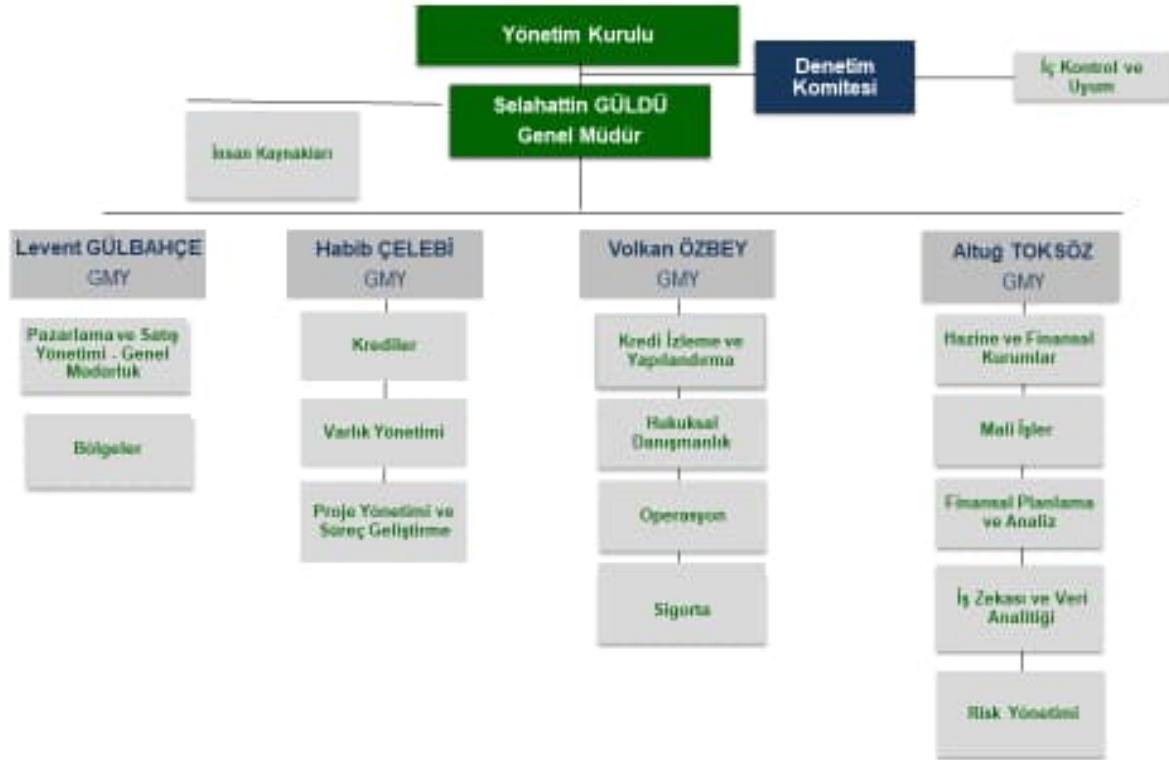 Yönetim Kurulu
Denetim
Komitesi
İç Kontrol ve
Uyum
Selahattin GÜLDÜ
Genel Müdür
İnsan Kaynakları
Levent GÜLBAHÇE
GMY
Pazarlama ve Satış
Yönetimi - Genel
Müdürlük
Bölgeler
Habib ÇELEBİ
GMY
Krediler
Varlık Yönetimi
Proje Yönetimi ve
Süreç Geliştirme
Volkan ÖZBEY
GMY
Kredi İzleme ve
Yapılandırma
Hukuksal
Danışmanlık
Operasyon
Sigorta
Altuğ TOKSÖZ
GMY
Hazine ve Finansal
Kurumlar
Mali İşler
Finansal Planlama
ve Analiz
İş Zekası ve Veri
Analitiği
Risk Yönetimi